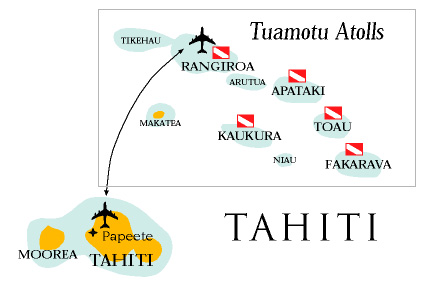 Tuamotu Atolls
TIKEHAU
RANGIROA
ARUTUA
APATAKI
MAKATEA
KAUKURA
TOAU
NIAU
FAKARAVA
Papeete
MOOREA
TAHITI
TAHITI